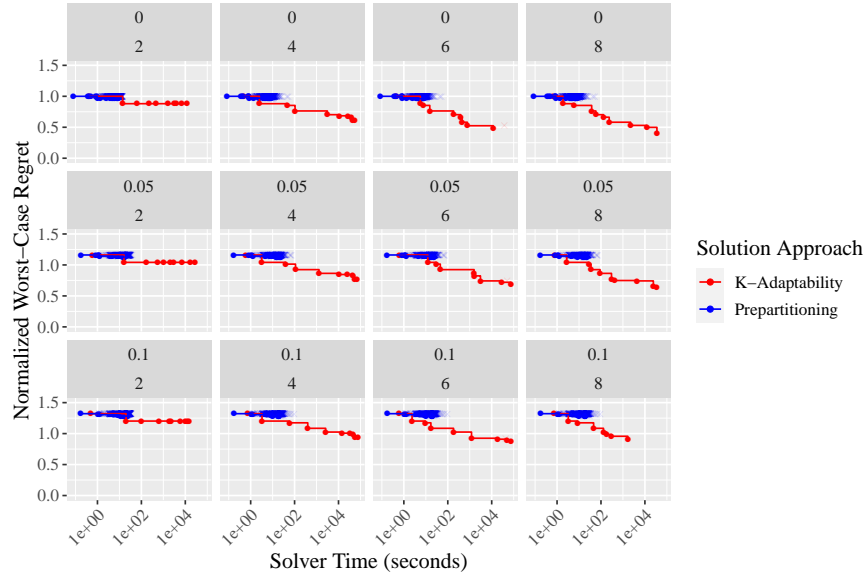 0 0 0 0
2 4 6 8
1.5
1.0
0.5
0.0
0.05 0.05 0.05 0.05
2 4 6 8
1.5
1.0
0.5
0.0
0.1 0.1 0.1 0.1
2 4 6 8
1.5
1.0
0.5
0.0
1e+00 1e+02 1e+04 1e+00 1e+02 1e+04 1e+00 1e+02 1e+04 1e+00 1e+02 1e+04
Solver Time (seconds)
Normalized Worst−Case Regret
Solution Approach
K−Adaptability
Prepartitioning